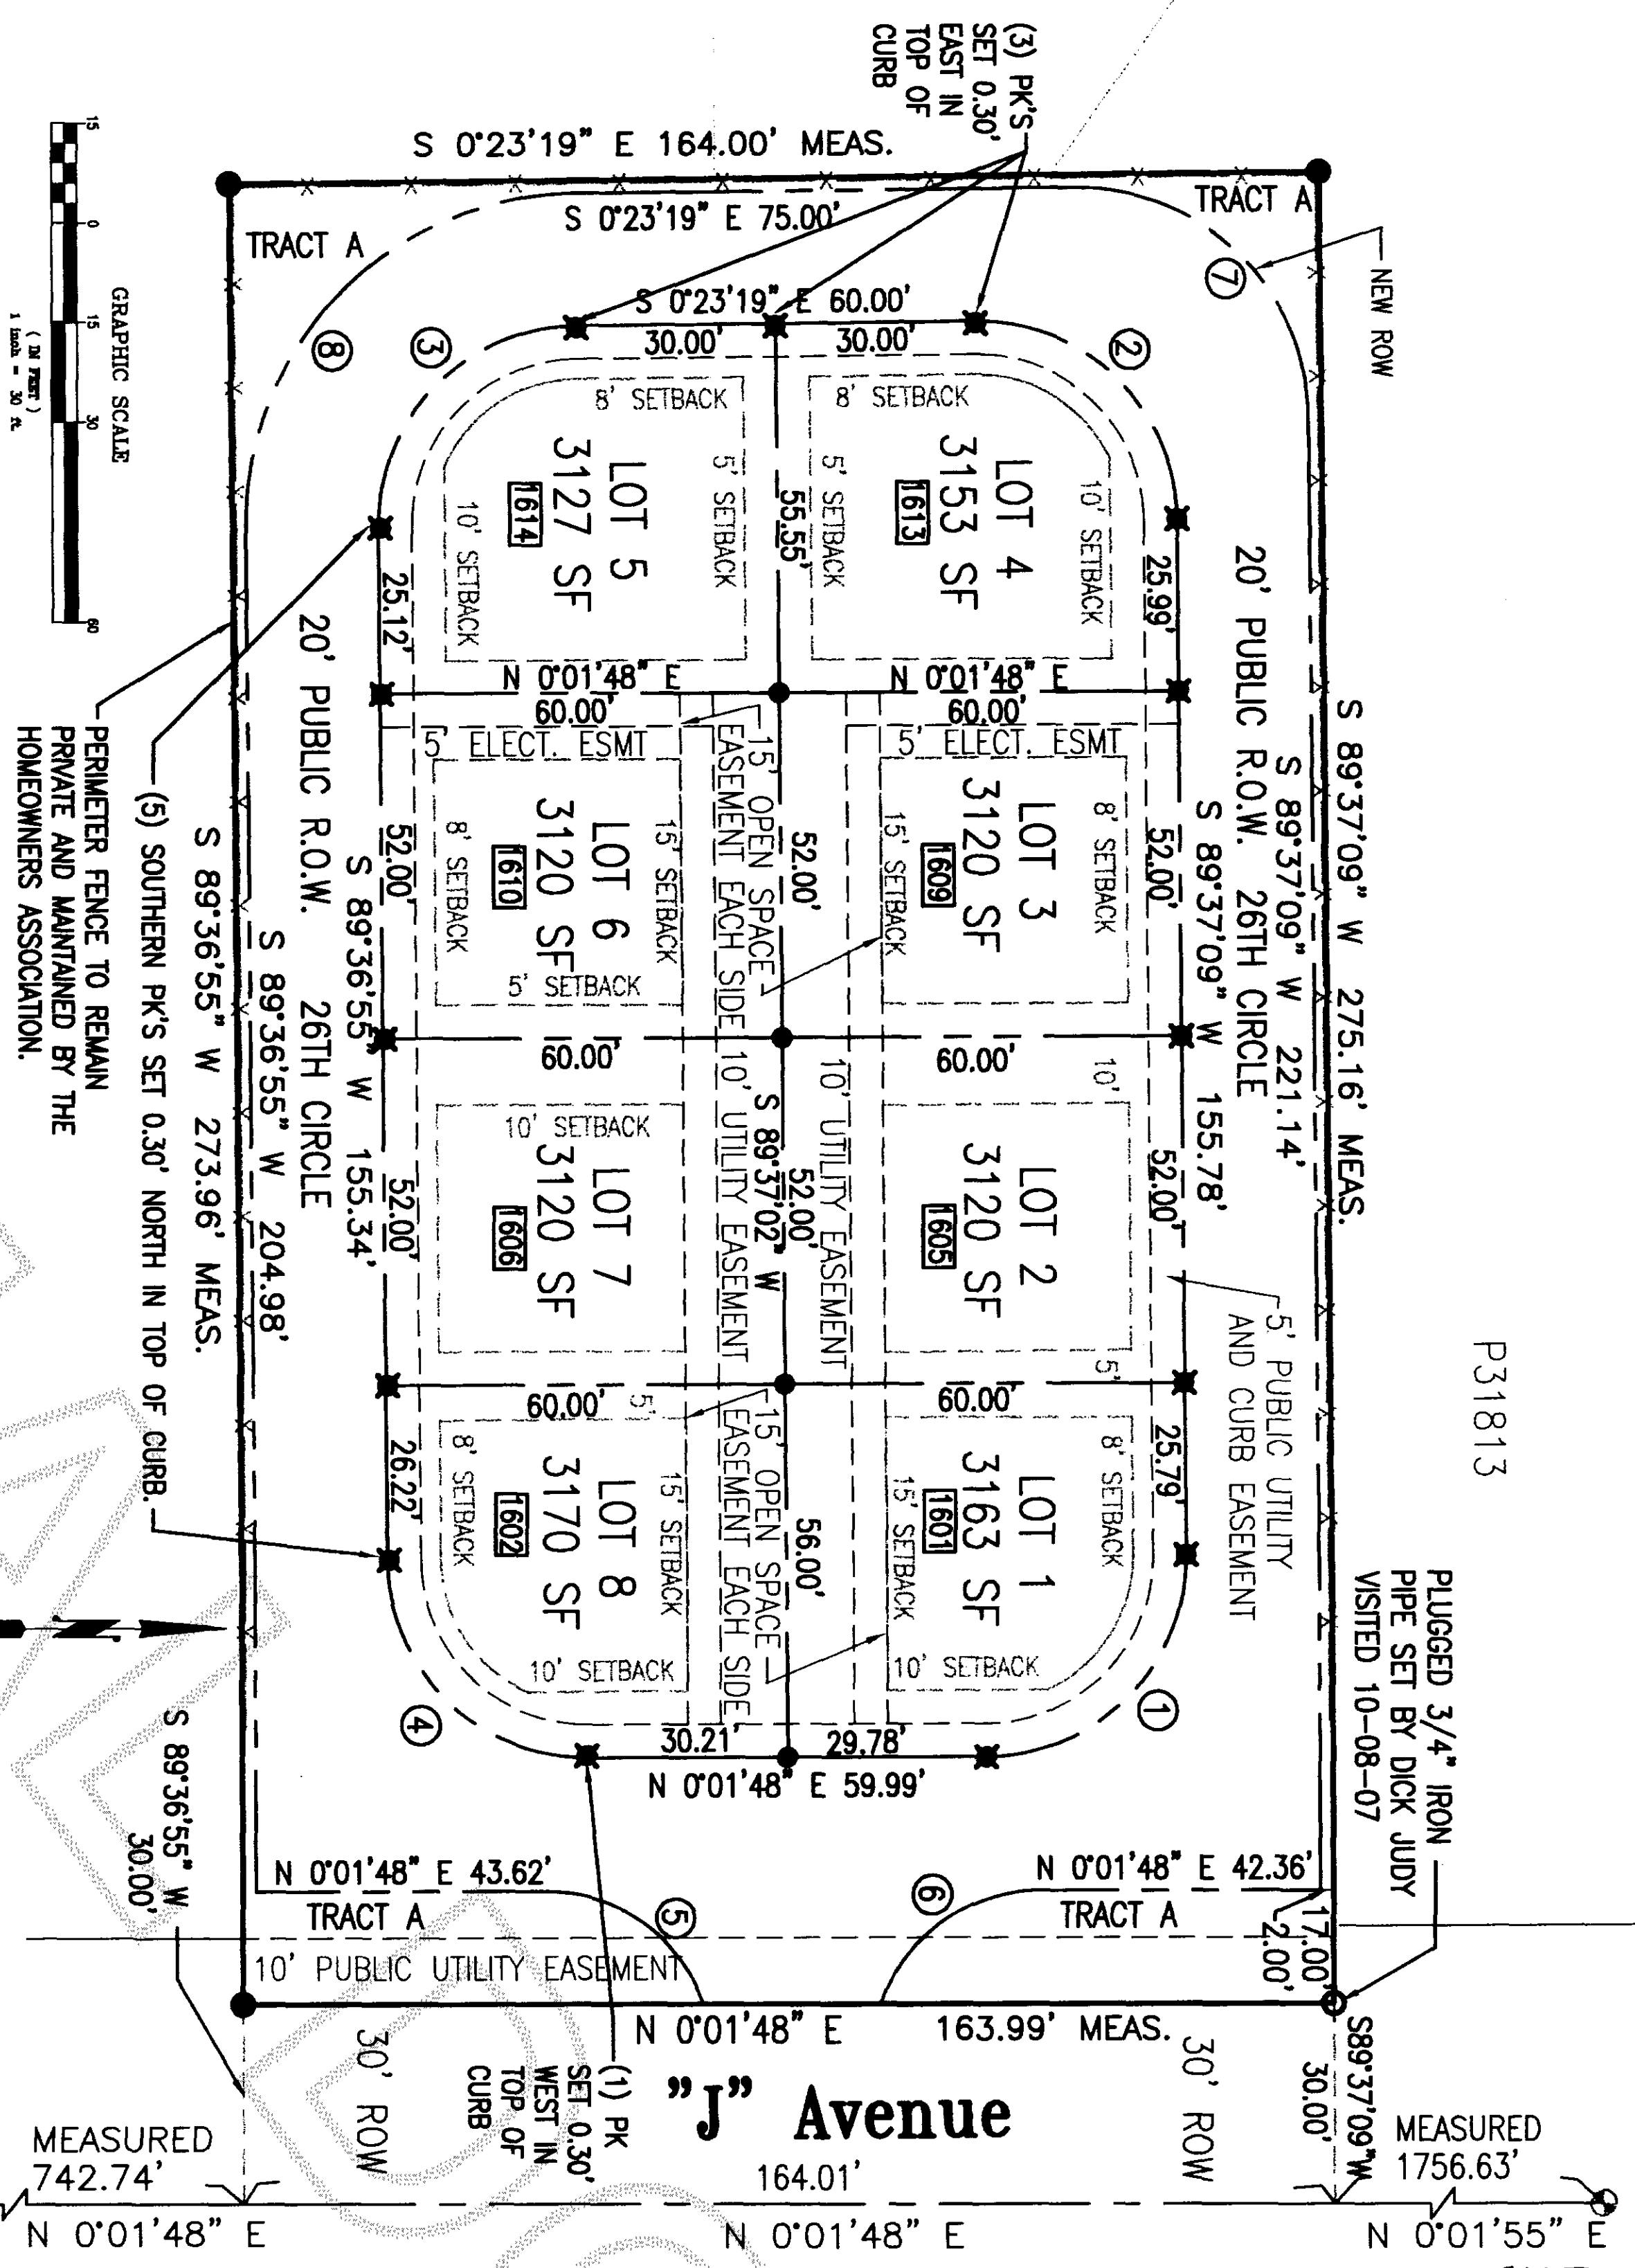 P31813
(3) PK'S
SET 0.30'
EAST IN
TOP OF
CURB
S 0°23'19" E 164.00' MEAS.
S 0°23'19" E 75.00'
TRACT A
TRACT A
NEW ROW
7
8
S 0°23'19" E 60.00'
30.00'
30.00'
3
2
15
0
15
30
60
GRAPHIC SCALE
( IN FEET )
1 inch = 30 ft.
S 89°37'09" W 275.16' MEAS.
S 89°37'09" W 221.14'
20' PUBLIC R.O.W. 26TH CIRCLE
S 89°37'09" W 155.78'
25.99'
52.00'
52.00'
25.79'
5' PUBLIC UTILITY
AND CURB EASEMENT
PLUGGED 3/4" IRON
PIPE SET BY DICK JUDY
VISITED 10-08-07
8' SETBACK
5' SETBACK
10' SETBACK
LOT 4
3153 SF
1613
8' SETBACK
5' SETBACK
10' SETBACK
LOT 5
3127 SF
1614
55.55'
N 0°01'48" E
60.00'
N 0°01'48" E
60.00'
5' ELECT. ESMT
5' ELECT. ESMT
8' SETBACK
LOT 3
3120 SF
1609
15' SETBACK
52.00'
15' OPEN SPACE
EASEMENT EACH SIDE
15' SETBACK
LOT 6
3120 SF
1610
8' SETBACK
5' SETBACK
60.00'
60.00'
10'
LOT 2
3120 SF
1605
10' UTILITY EASEMENT
52.00'
S 89°37'02" W
10' UTILITY EASEMENT
10' SETBACK
LOT 7
3120 SF
1606
5'
60.00'
60.00'
5'
8' SETBACK
LOT 1
3163 SF
1601
15' SETBACK
10' SETBACK
56.00'
15' OPEN SPACE
EASEMENT EACH SIDE
15' SETBACK
LOT 8
3170 SF
1602
8' SETBACK
10' SETBACK
1
4
30.21'
29.78'
N 0°01'48" E 59.99'
25.12'
52.00'
52.00'
26.22'
S 89°36'55" W 155.34'
20' PUBLIC R.O.W. 26TH CIRCLE
S 89°36'55" W 204.98'
S 89°36'55" W 273.96' MEAS.
(5) SOUTHERN PK'S SET 0.30' NORTH IN TOP OF CURB.
PERIMETER FENCE TO REMAIN
PRIVATE AND MAINTAINED BY THE
HOMEOWNERS ASSOCIATION.
N 0°01'48" E 43.62'
TRACT A
5
6
N 0°01'48" E 42.36'
TRACT A
17.00'
2.00'
10' PUBLIC UTILITY EASEMENT
S 89°36'55" W
30.00'
N 0°01'48" E 163.99' MEAS.
S89°37'09"W
30.00'
30' ROW
30' ROW
(1) PK
SET 0.30'
WEST IN
TOP OF
CURB
"J" Avenue
MEASURED
742.74'
164.01'
MEASURED
1756.63'
N 0°01'48" E
N 0°01'48" E
N 0°01'55" E